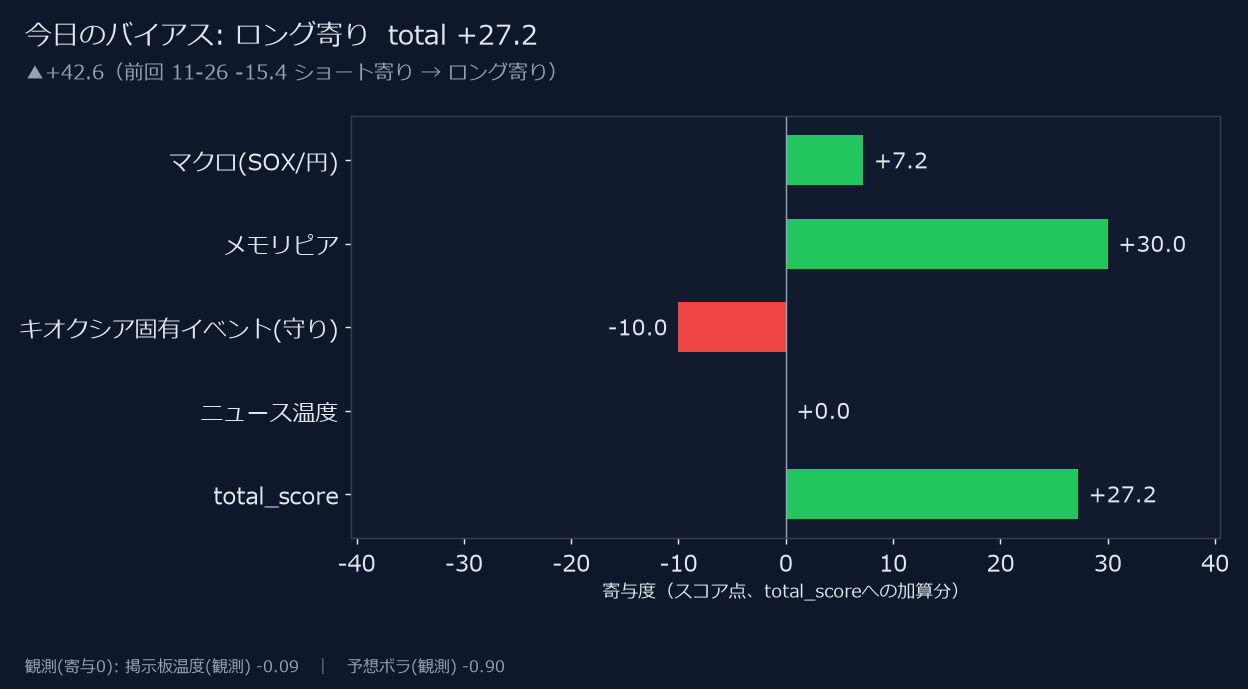 今日のバイアス: ロング寄り  total +27.2
▲+42.6（前回 11-26 -15.4 ショート寄り → ロング寄り）
マクロ(SOX/円)
+7.2
メモリピア
+30.0
キオクシア固有イベント(守り)
-10.0
ニュース温度
+0.0
total_score
+27.2
-40 -30 -20 -10 0 10 20 30 40
寄与度（スコア点、total_scoreへの加算分）
観測(寄与0): 掲示板温度(観測) -0.09  |  予想ボラ(観測) -0.90